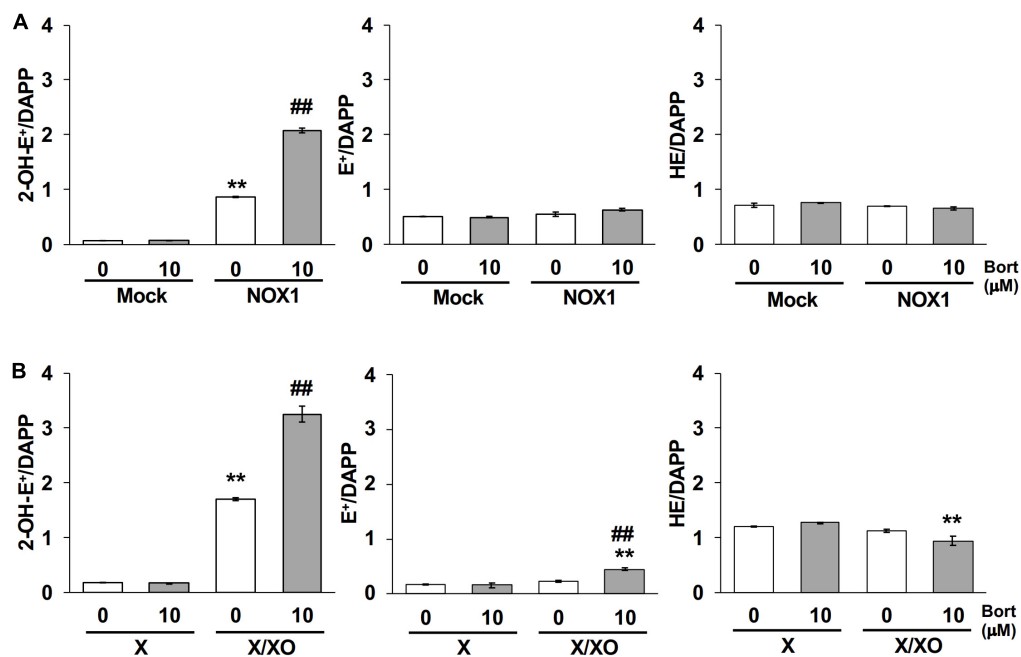 A
2-OH-E⁺/DAPP
4
3
2
1
0
**
##
0 10 0 10
Mock NOX1
E⁺/DAPP
4
3
2
1
0
0 10 0 10
Mock NOX1
HE/DAPP
4
3
2
1
0
0 10 0 10
Mock NOX1
Bort
(μM)
B
2-OH-E⁺/DAPP
4
3
2
1
0
**
##
0 10 0 10
X X/XO
E⁺/DAPP
4
3
2
1
0
##
**
0 10 0 10
X X/XO
HE/DAPP
4
3
2
1
0
**
0 10 0 10
X X/XO
Bort
(μM)